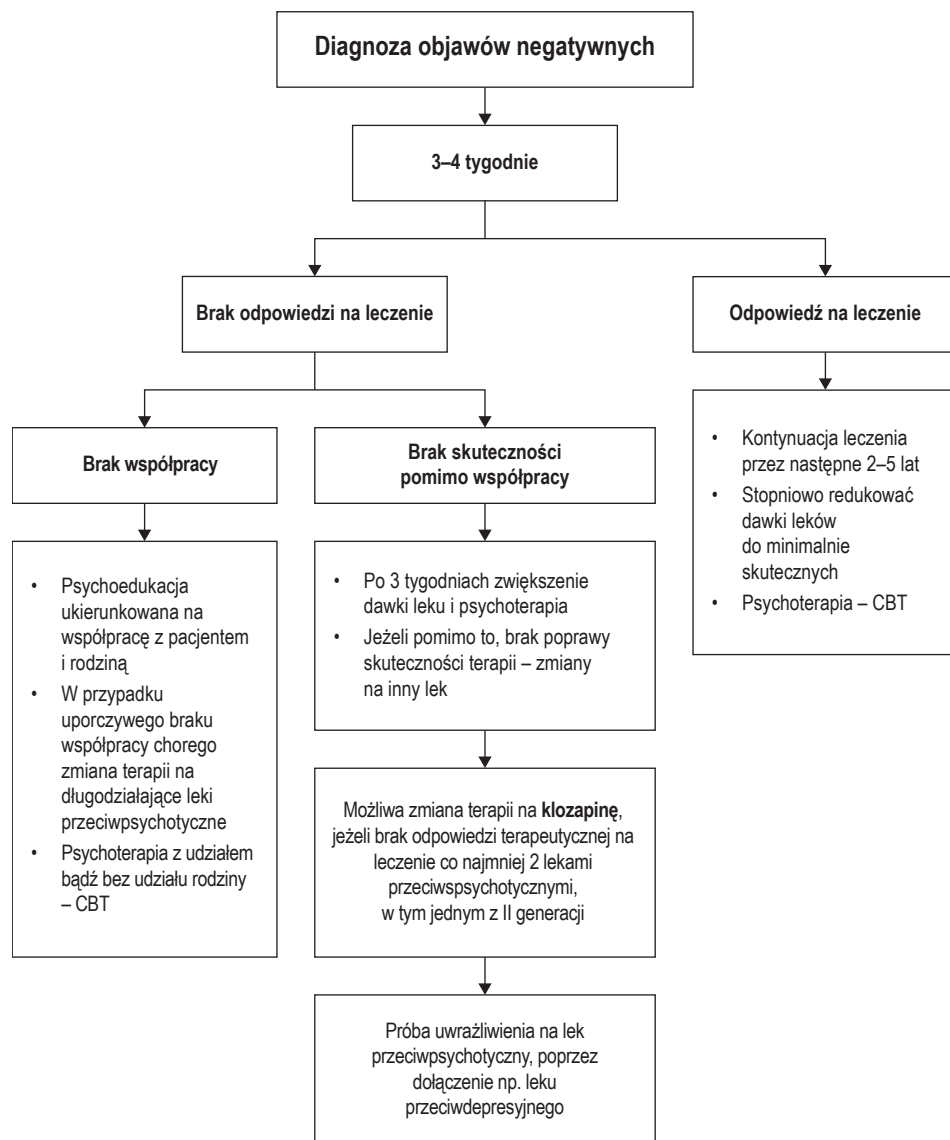 Diagnoza objawów negatywnych
3–4 tygodnie
Brak odpowiedzi na leczenie
Odpowiedź na leczenie
Brak współpracy
Brak skuteczności
pomimo współpracy
• Kontynuacja leczenia
przez następne 2–5 lat
• Stopniowo redukować
dawki leków
do minimalnie
skutecznych
• Psychoterapia – CBT
• Psychoedukacja
ukierunkowana na
współpracę z pacjentem
i rodziną
• W przypadku
uporczywego braku
współpracy chorego
zmiana terapii na
długodziałające leki
przeciwpsychotyczne
• Psychoterapia z udziałem
bądź bez udziału rodziny
– CBT
• Po 3 tygodniach zwiększenie
dawki leku i psychoterapia
• Jeżeli pomimo to, brak poprawy
skuteczności terapii – zmiany
na inny lek
Możliwa zmiana terapii na klozapinę,
jeżeli brak odpowiedzi terapeutycznej na
leczenie co najmniej 2 lekami
przeciwspsychotycznymi,
w tym jednym z II generacji
Próba uwrażliwienia na lek
przeciwpsychotyczny, poprzez
dołączenie np. leku
przeciwdepresyjnego